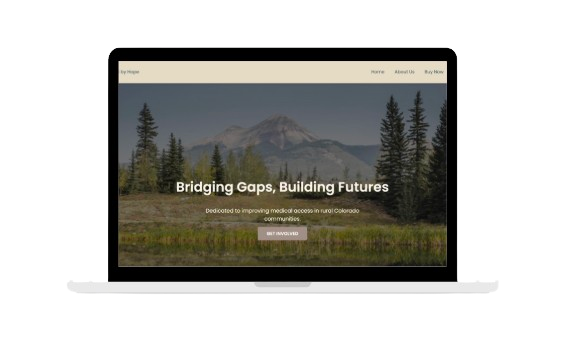 by Hope
Home About Us Buy Now
Bridging Gaps, Building Futures
Dedicated to improving medical access in rural Colorado
communities.
GET INVOLVED